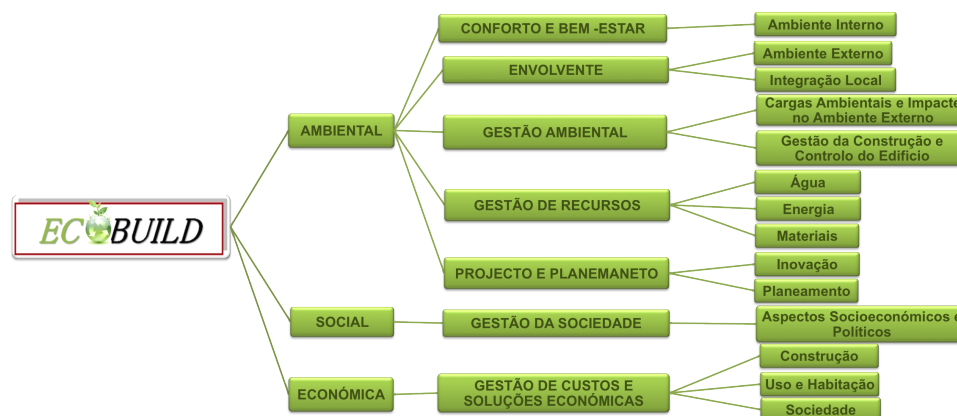 CONFORTO E BEM -ESTAR
Ambiente Interno
ENVOLVENTE
Ambiente Externo
Integração Local
AMBIENTAL
GESTÃO AMBIENTAL
Cargas Ambientais e Impacte
no Ambiente Externo
Gestão da Construção e
Controlo do Edificio
GESTÃO DE RECURSOS
Água
Energia
Materiais
ECOBUILD
PROJECTO E PLANEMANETO
Inovação
Planeamento
SOCIAL
GESTÃO DA SOCIEDADE
Aspectos Socioeconómicos e
Políticos
ECONÓMICA
GESTÃO DE CUSTOS E
SOLUÇÕES ECONÓMICAS
Construção
Uso e Habitação
Sociedade